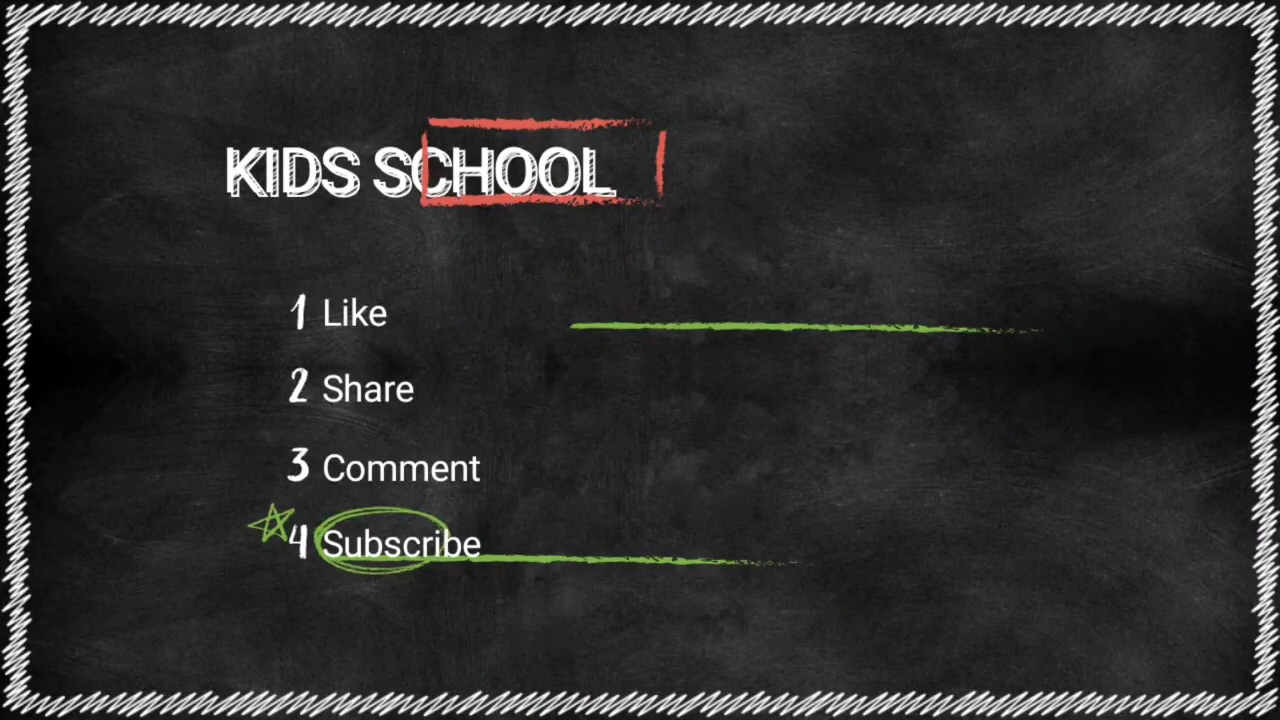 KIDS SCHOOL
1 Like
2 Share
3 Comment
4 Subscribe